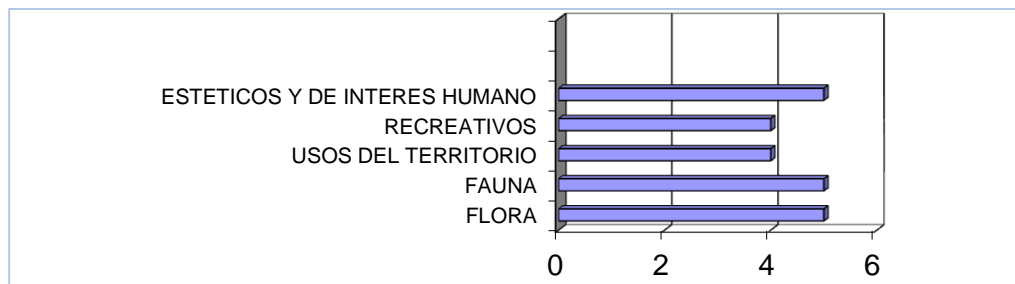 ESTETICOS Y DE INTERES HUMANO
RECREATIVOS
USOS DEL TERRITORIO
FAUNA
FLORA
0 2 4 6